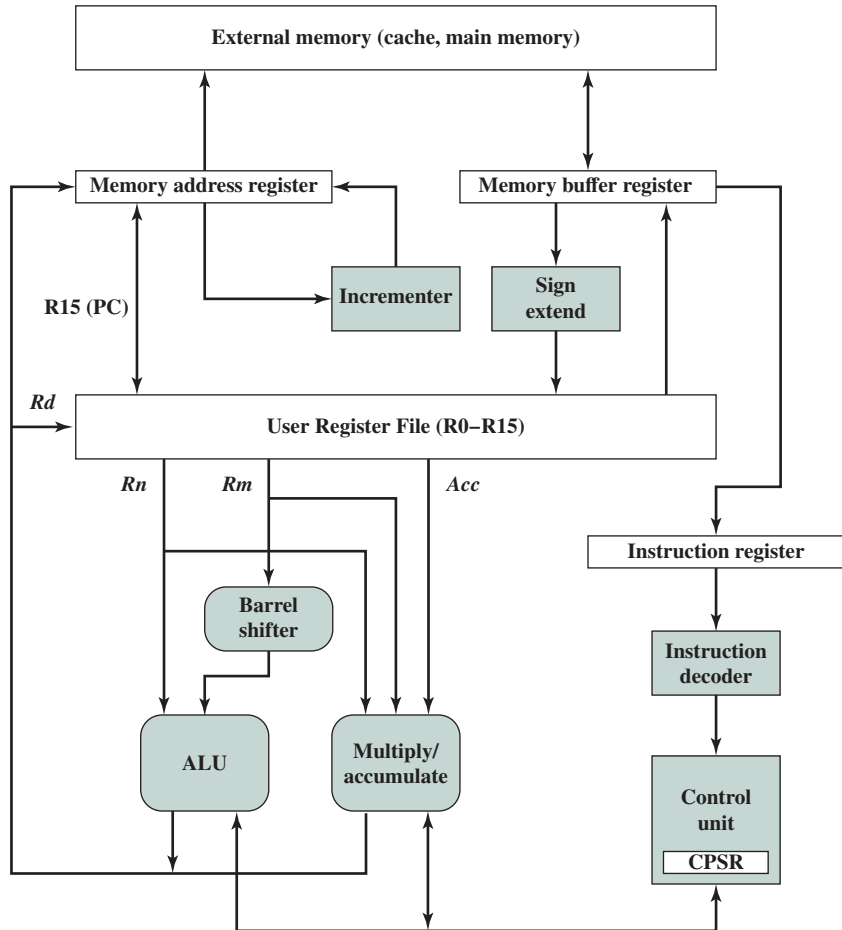 External memory (cache, main memory)
Memory address register
Memory buffer register
R15 (PC)
Incrementer
Sign
extend
Rd
User Register File (R0–R15)
Rn
Rm
Acc
Instruction register
Barrel
shifter
Instruction
decoder
ALU
Multiply/
accumulate
Control
unit
CPSR